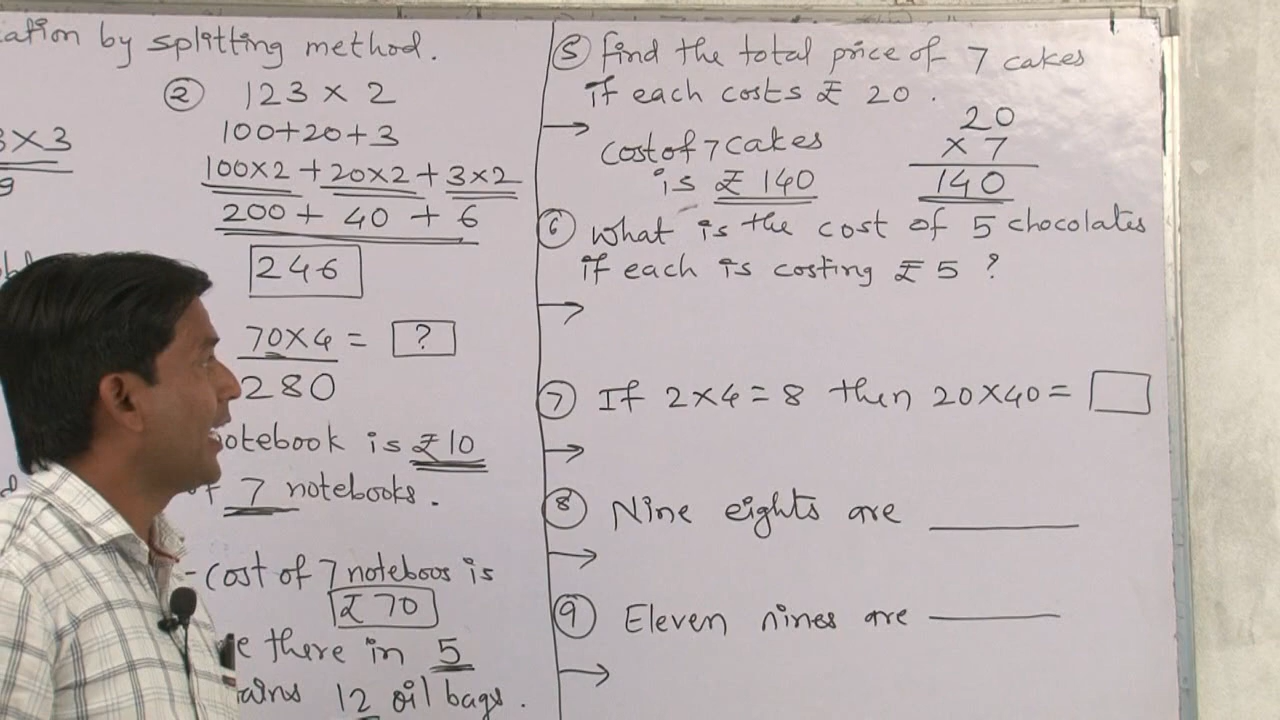 by splitting method.
② 123 × 2
100+20+3
100×2 + 20×2 + 3×2
200 + 40 + 6
246
×3
9
70×4 = ?
280
notebook is ₹10
7 notebooks.
- Cost of 7 noteboos is
₹ 70
there in 5
12 oil bags.
⑤ find the total price of 7 cakes
if each costs ₹ 20.
→
cost of 7 cakes
is ₹ 140
20
× 7
140
⑥ What is the cost of 5 chocolates
if each is costing ₹ 5 ?
→
⑦ If 2×4 = 8 then 20×40 =
→
⑧ Nine eights are ______
→
⑨ Eleven nines are ______
→